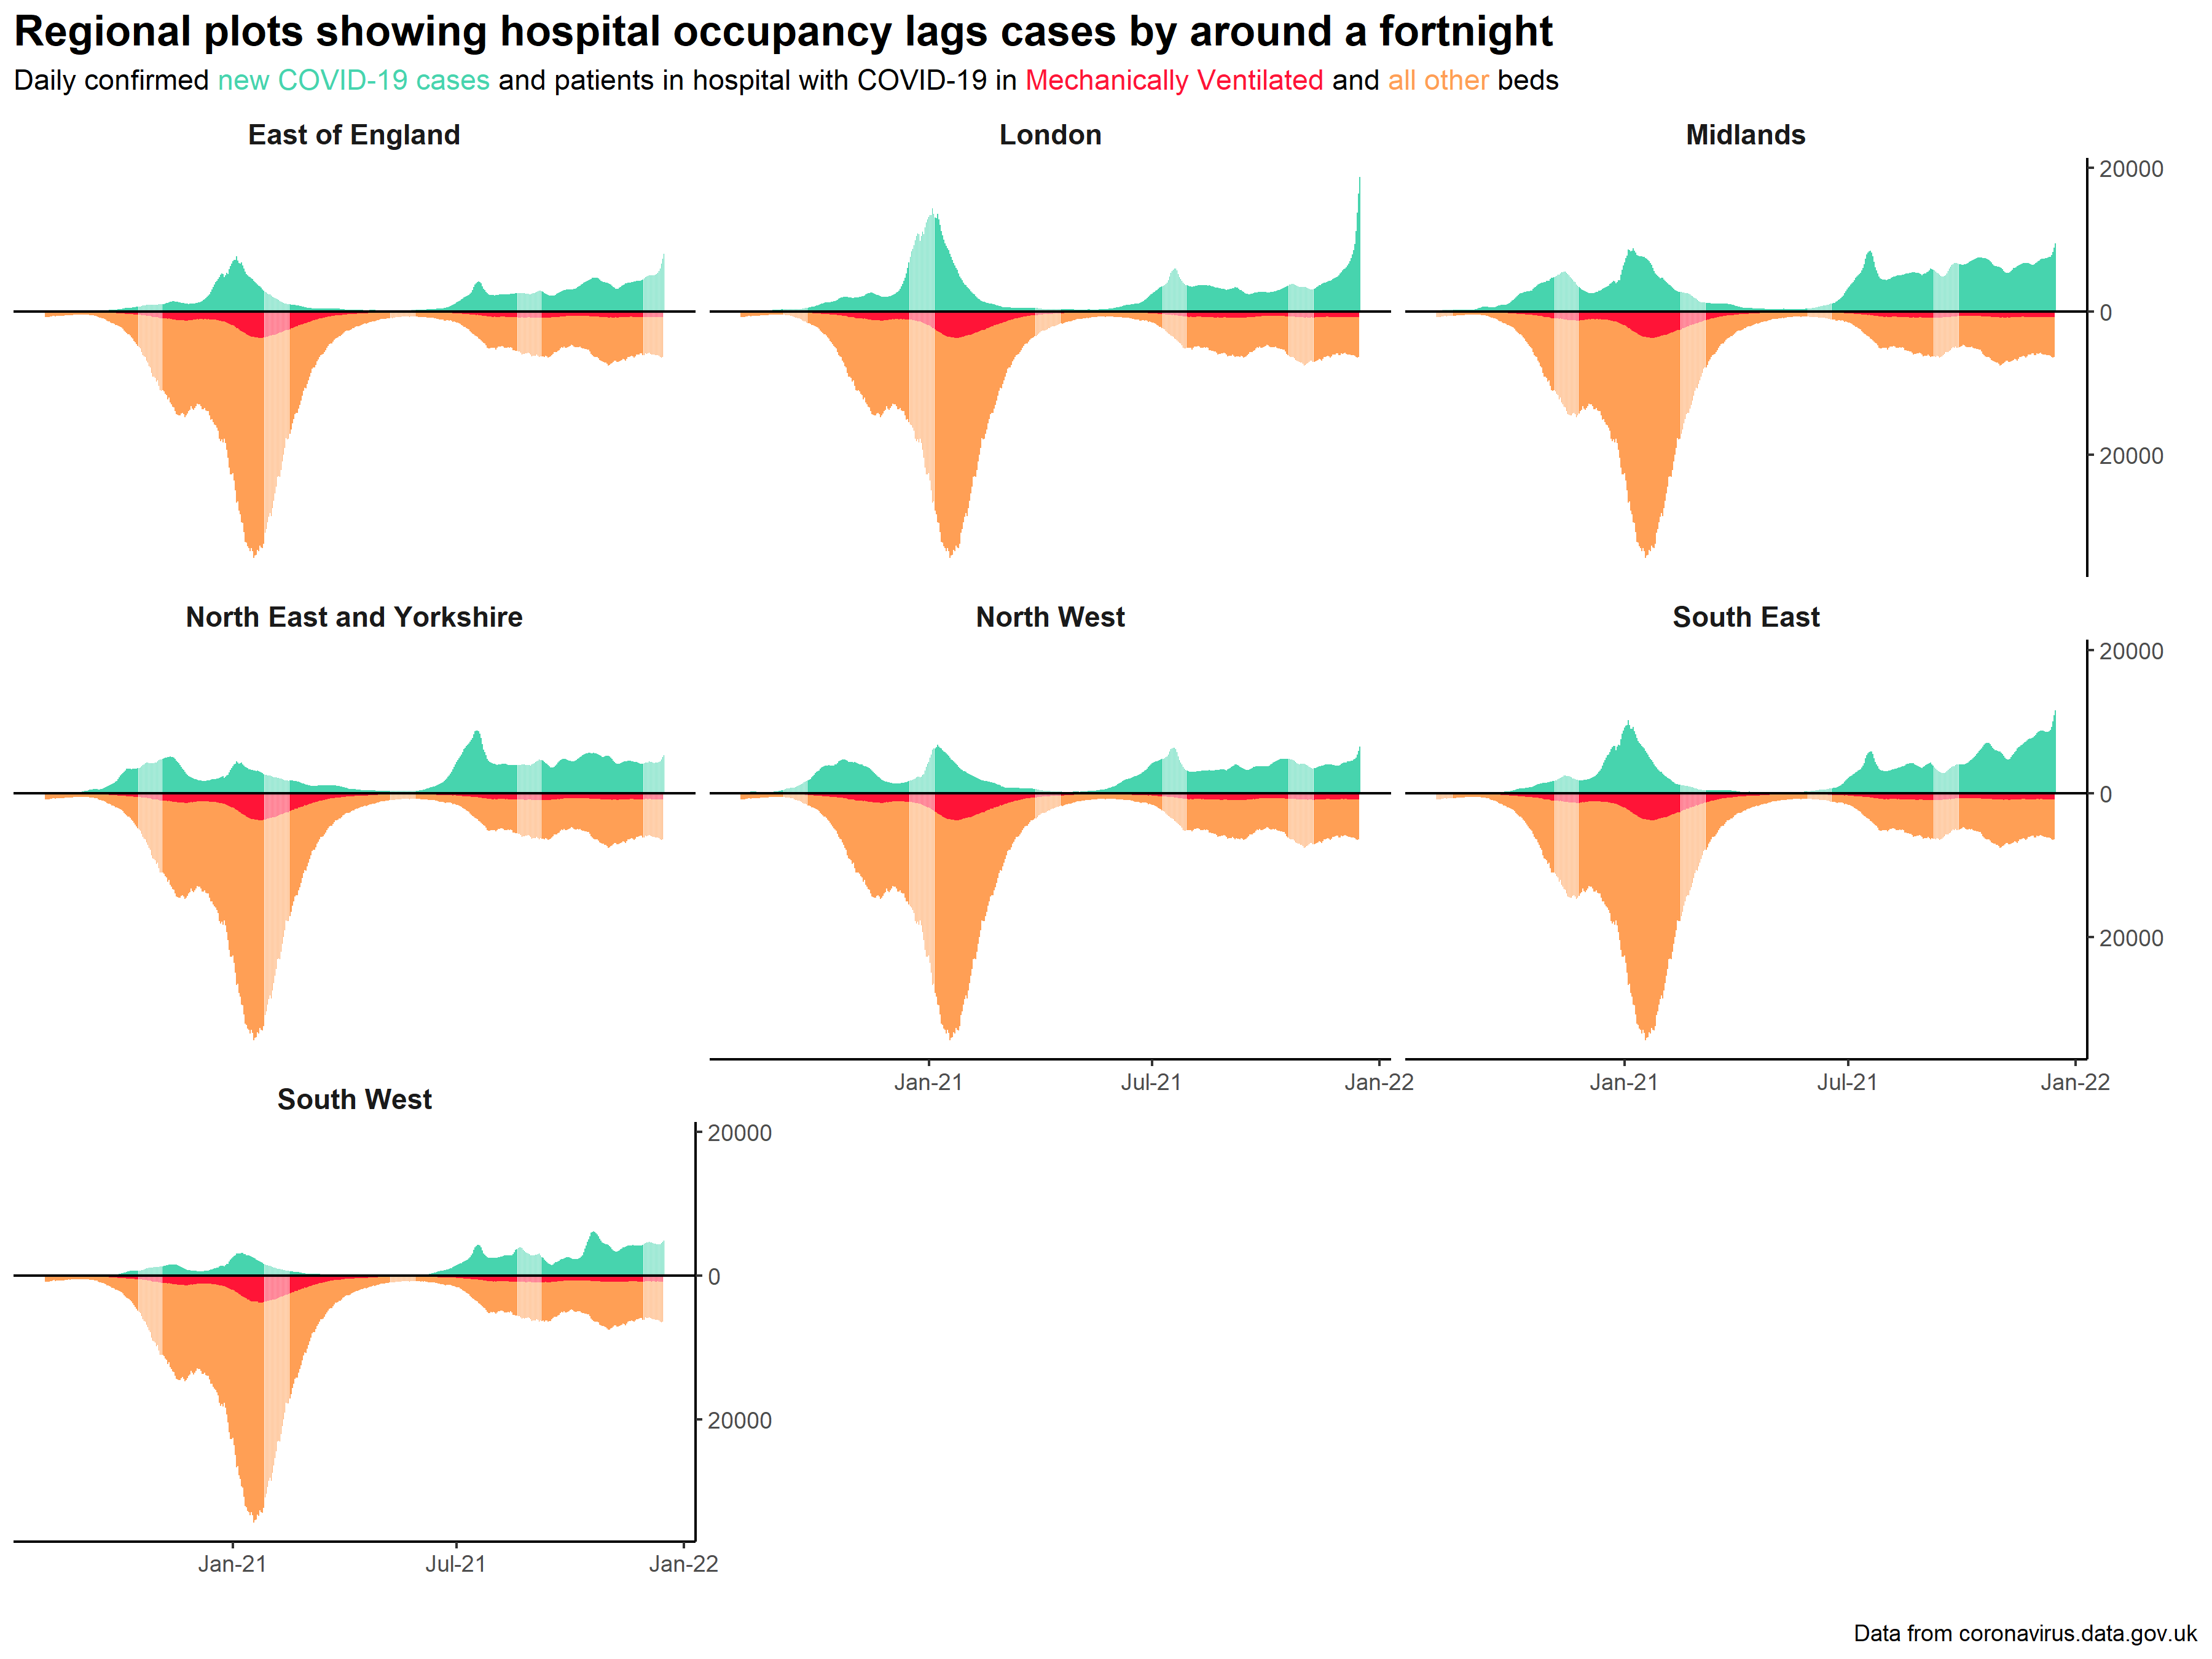 Regional plots showing hospital occupancy lags cases by around a fortnight
Daily confirmed new COVID-19 cases and patients in hospital with COVID-19 in Mechanically Ventilated and all other beds
East of England
London
Midlands
20000
0
20000
North East and Yorkshire
North West
South East
20000
0
20000
Jan-21
Jul-21
Jan-22
Jan-21
Jul-21
Jan-22
South West
20000
0
20000
Jan-21
Jul-21
Jan-22
Data from coronavirus.data.gov.uk